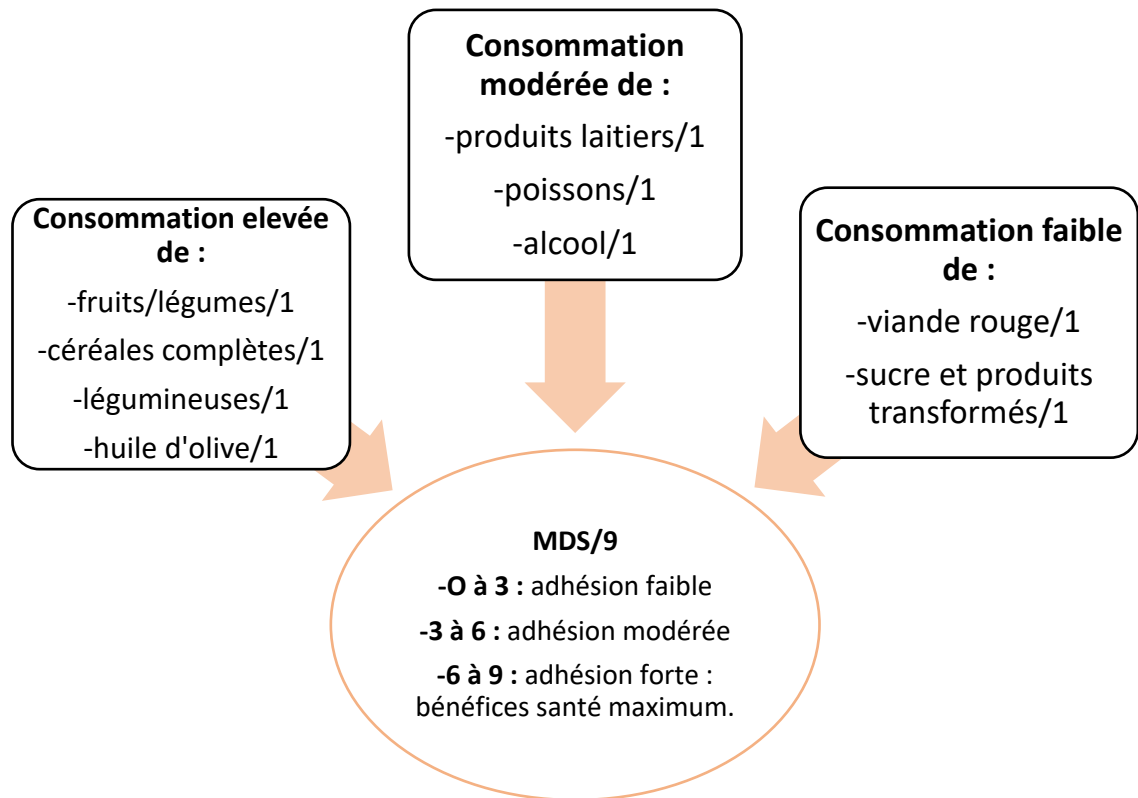 Consommation elevée
de :
-fruits/légumes/1
-céréales complètes/1
-légumineuses/1
-huile d'olive/1
Consommation
modérée de :
-produits laitiers/1
-poissons/1
-alcool/1
Consommation faible
de :
-viande rouge/1
-sucre et produits
transformés/1
MDS/9
-O à 3 : adhésion faible
-3 à 6 : adhésion modérée
-6 à 9 : adhésion forte :
bénéfices santé maximum.